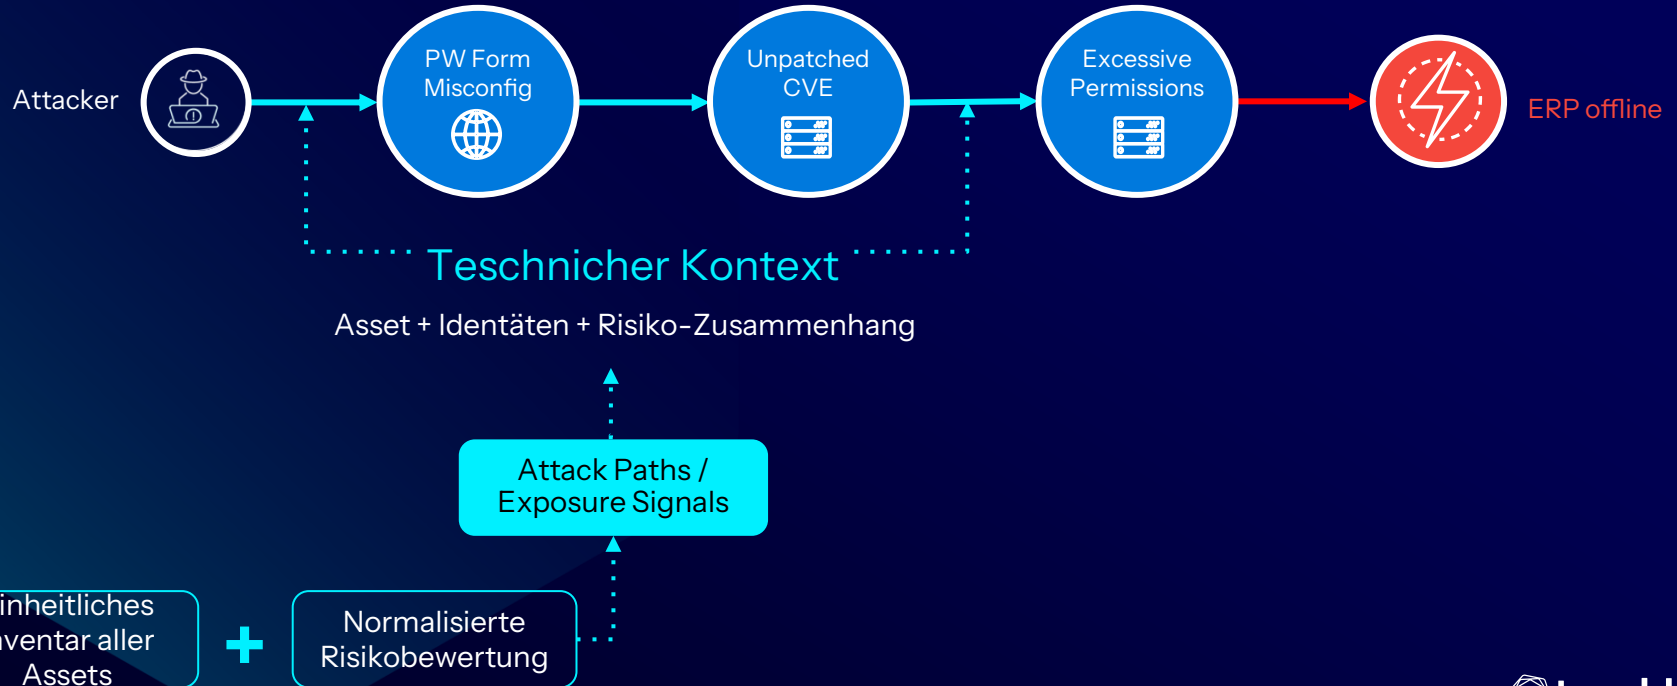 Attacker
PW Form
Misconfig
Unpatched
CVE
Excessive
Permissions
ERP offline
Teschnicher Kontext
Asset + Identäten + Risiko-Zusammenhang
Attack Paths /
Exposure Signals
inheitliches
ventar aller
Assets
Normalisierte
Risikobewertung